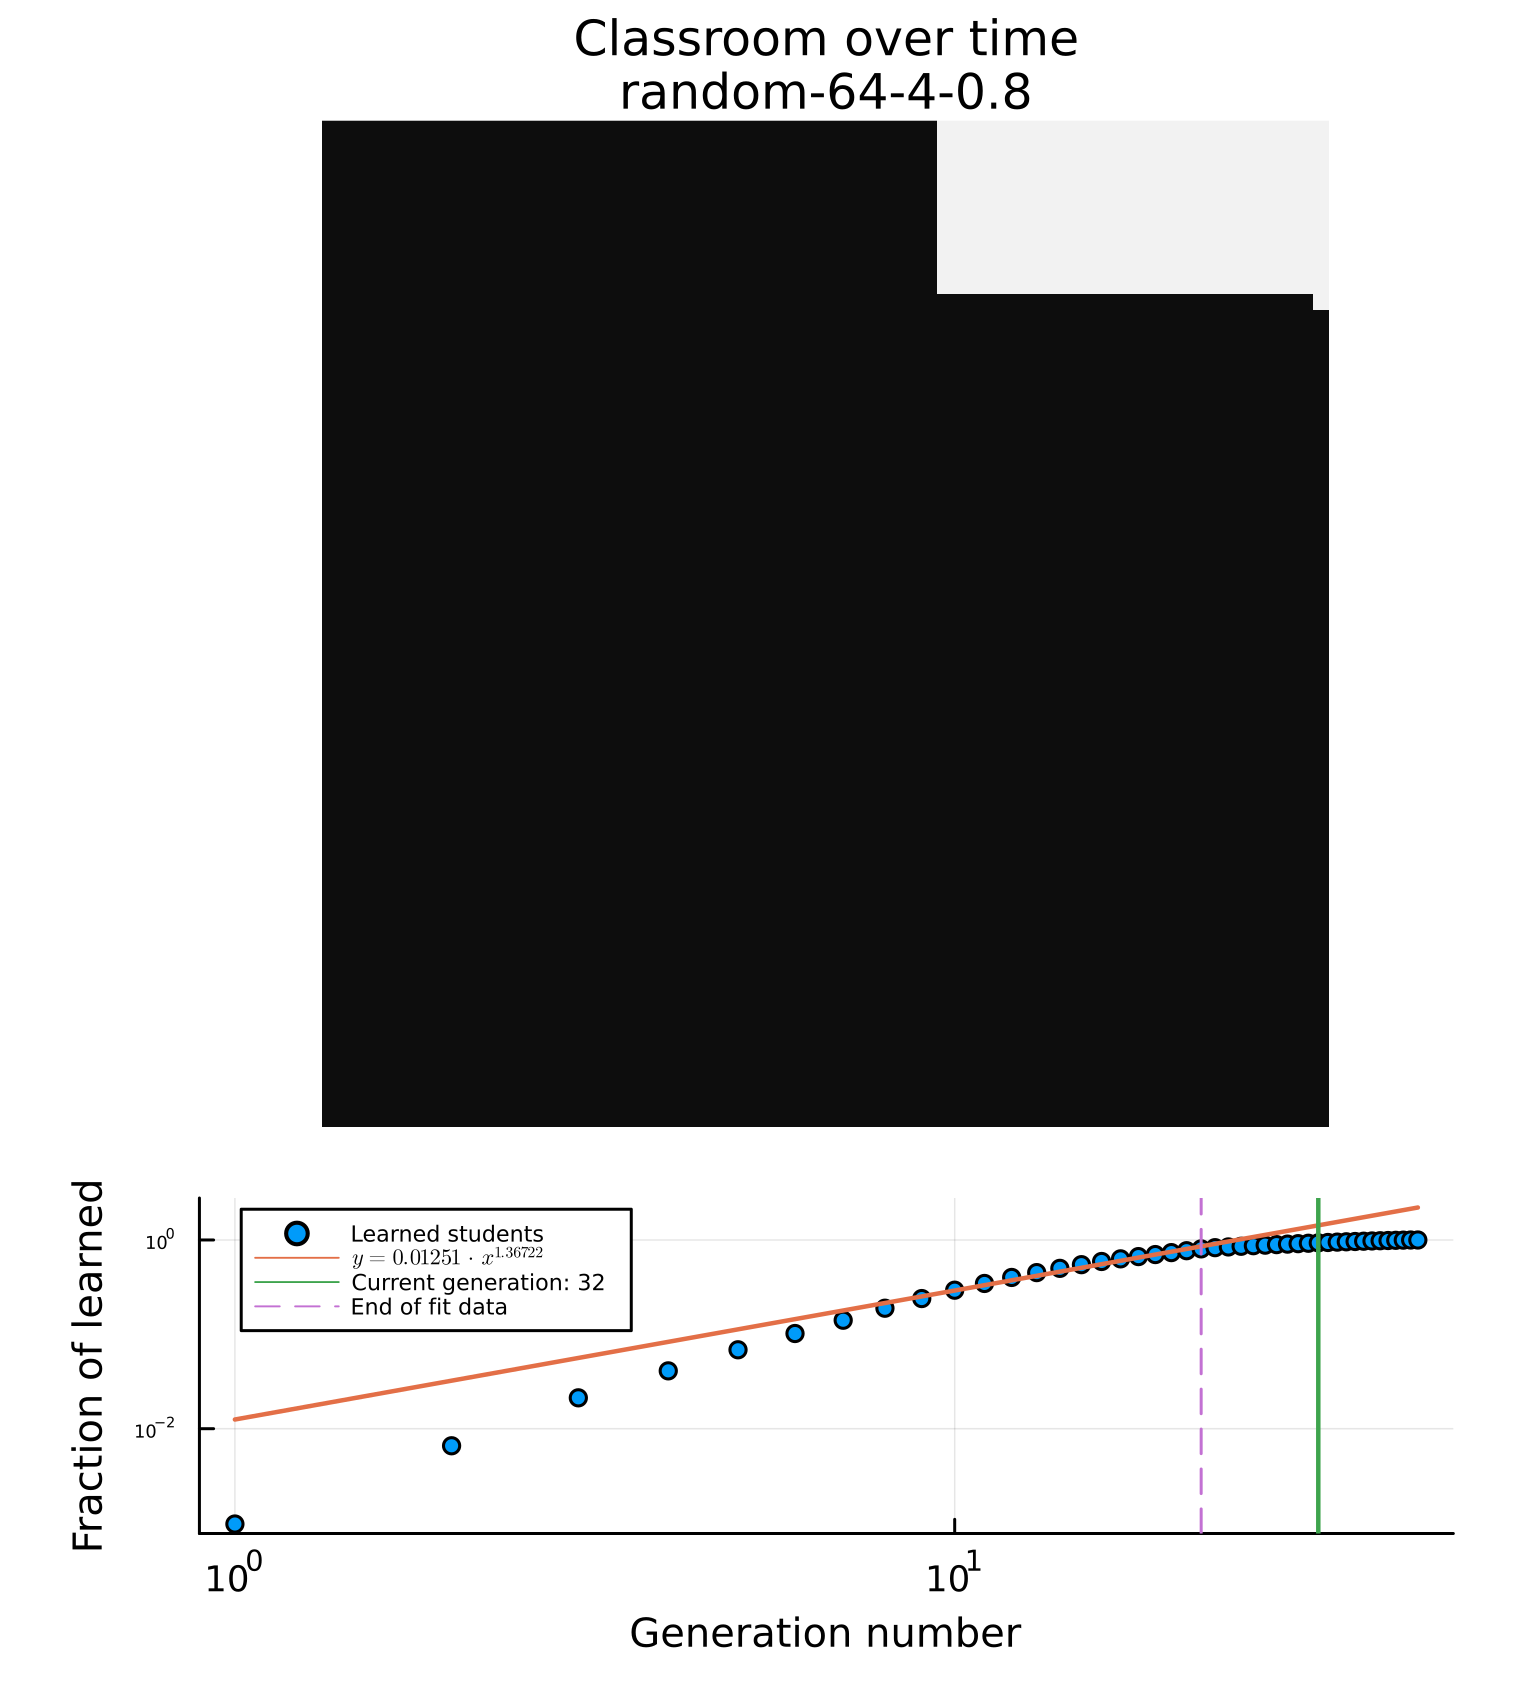 Classroom over time
random-64-4-0.8
Fraction of learned
10⁰
10⁻²
Learned students
y = 0.01251 · x^1.36722
Current generation: 32
End of fit data
10⁰
10¹
Generation number